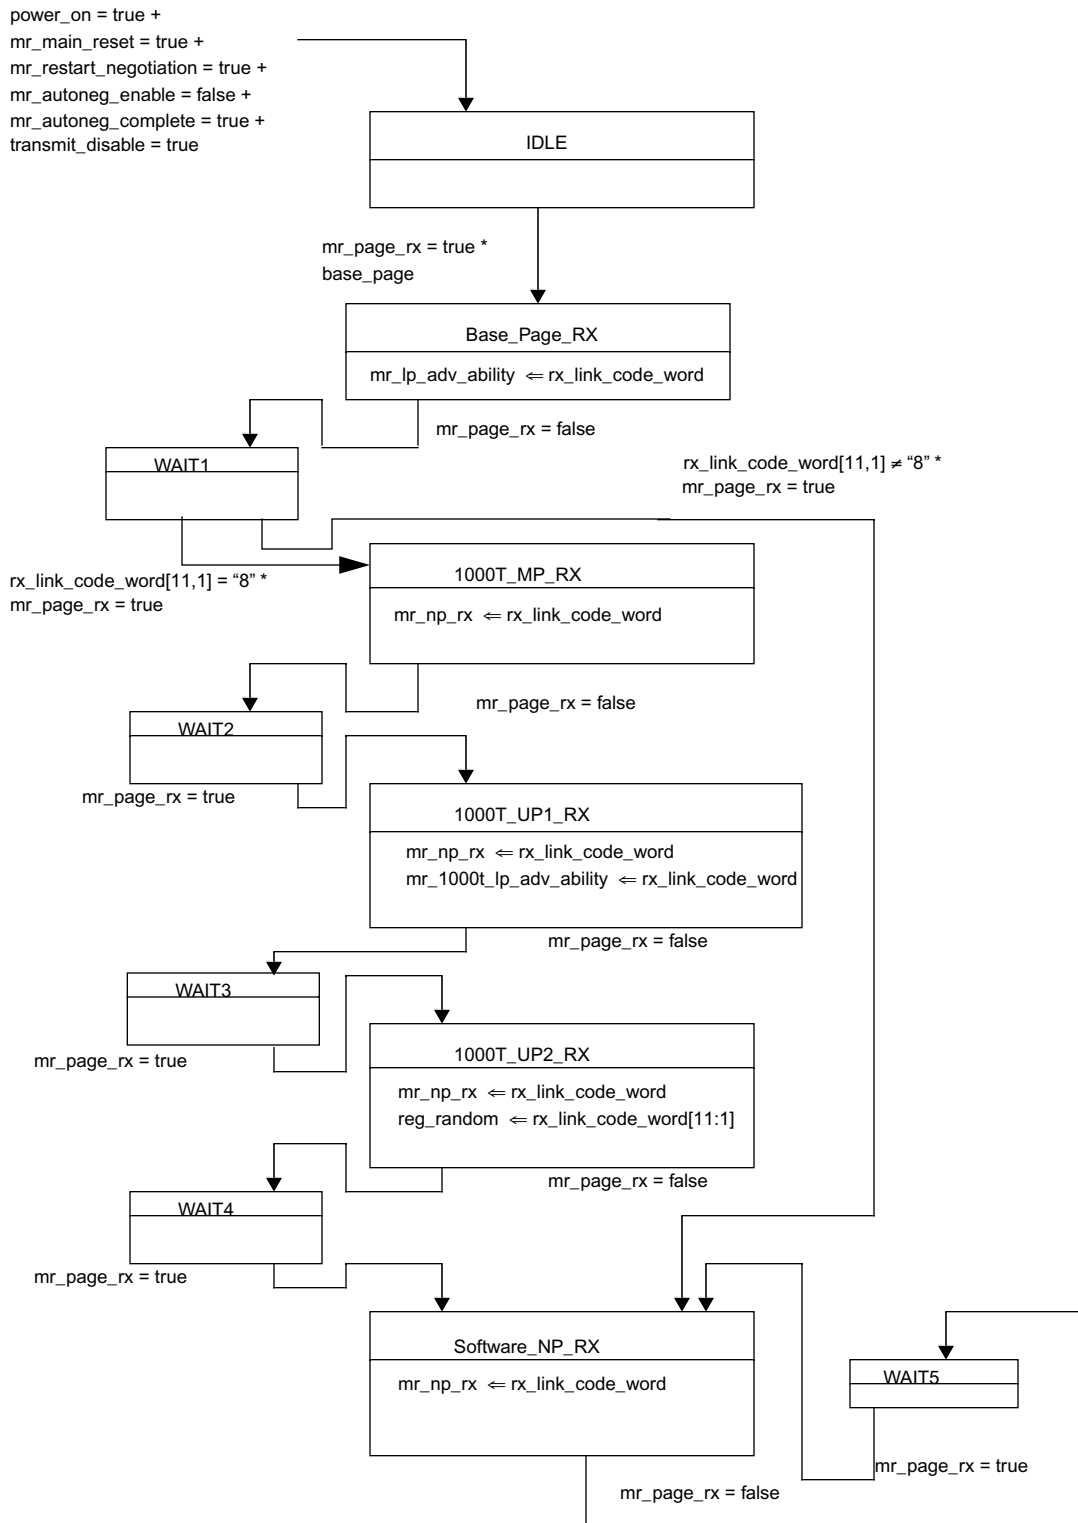 power_on = true +
mr_main_reset = true +
mr_restart_negotiation = true +
mr_autoneg_enable = false +
mr_autoneg_complete = true +
transmit_disable = true
IDLE
mr_page_rx = true *
base_page
Base_Page_RX
mr_lp_adv_ability ⇐ rx_link_code_word
mr_page_rx = false
WAIT1
rx_link_code_word[11,1] ≠ “8” *
mr_page_rx = true
rx_link_code_word[11,1] = “8” *
mr_page_rx = true
1000T_MP_RX
mr_np_rx ⇐ rx_link_code_word
mr_page_rx = false
WAIT2
mr_page_rx = true
1000T_UP1_RX
mr_np_rx ⇐ rx_link_code_word
mr_1000t_lp_adv_ability ⇐ rx_link_code_word
mr_page_rx = false
WAIT3
mr_page_rx = true
1000T_UP2_RX
mr_np_rx ⇐ rx_link_code_word
reg_random ⇐ rx_link_code_word[11:1]
mr_page_rx = false
WAIT4
mr_page_rx = true
Software_NP_RX
mr_np_rx ⇐ rx_link_code_word
WAIT5
mr_page_rx = true
mr_page_rx = false